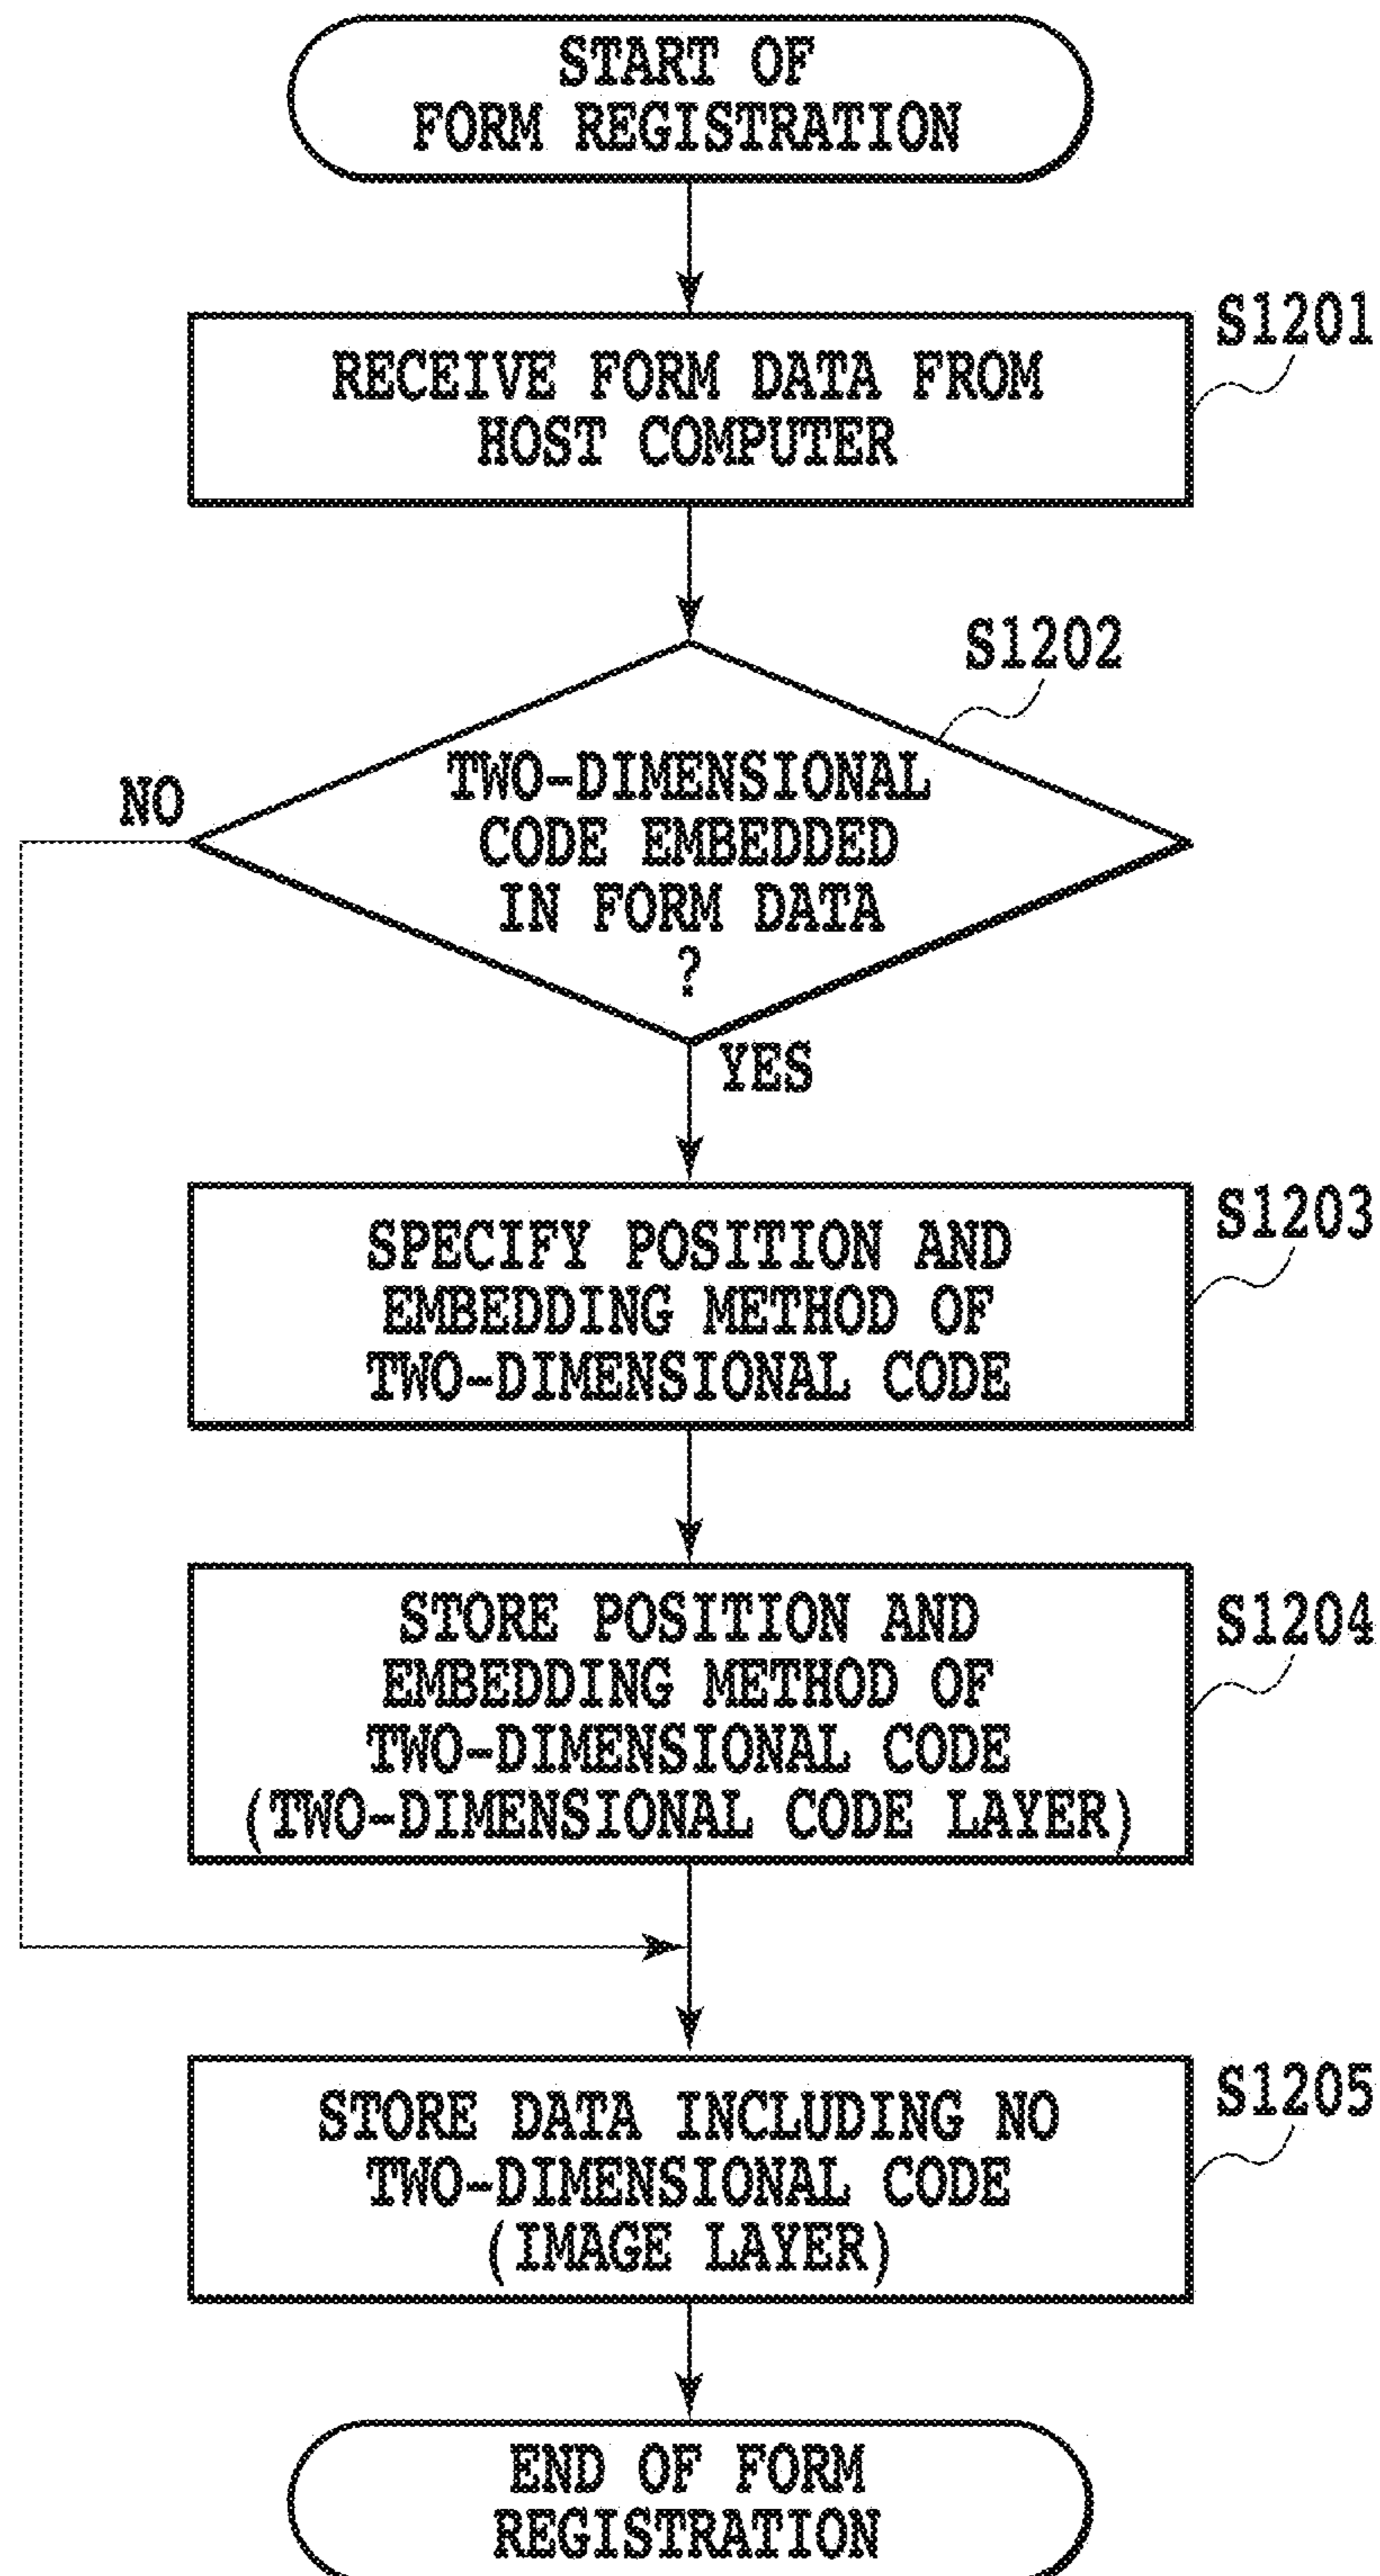 START OF
FORM REGISTRATION
S1201
RECEIVE FORM DATA FROM
HOST COMPUTER
S1202
NO
TWO-DIMENSIONAL
CODE EMBEDDED
IN FORM DATA
?
YES
S1203
SPECIFY POSITION AND
EMBEDDING METHOD OF
TWO-DIMENSIONAL CODE
S1204
STORE POSITION AND
EMBEDDING METHOD OF
TWO-DIMENSIONAL CODE
(TWO-DIMENSIONAL CODE LAYER)
S1205
STORE DATA INCLUDING NO
TWO-DIMENSIONAL CODE
(IMAGE LAYER)
END OF FORM
REGISTRATION